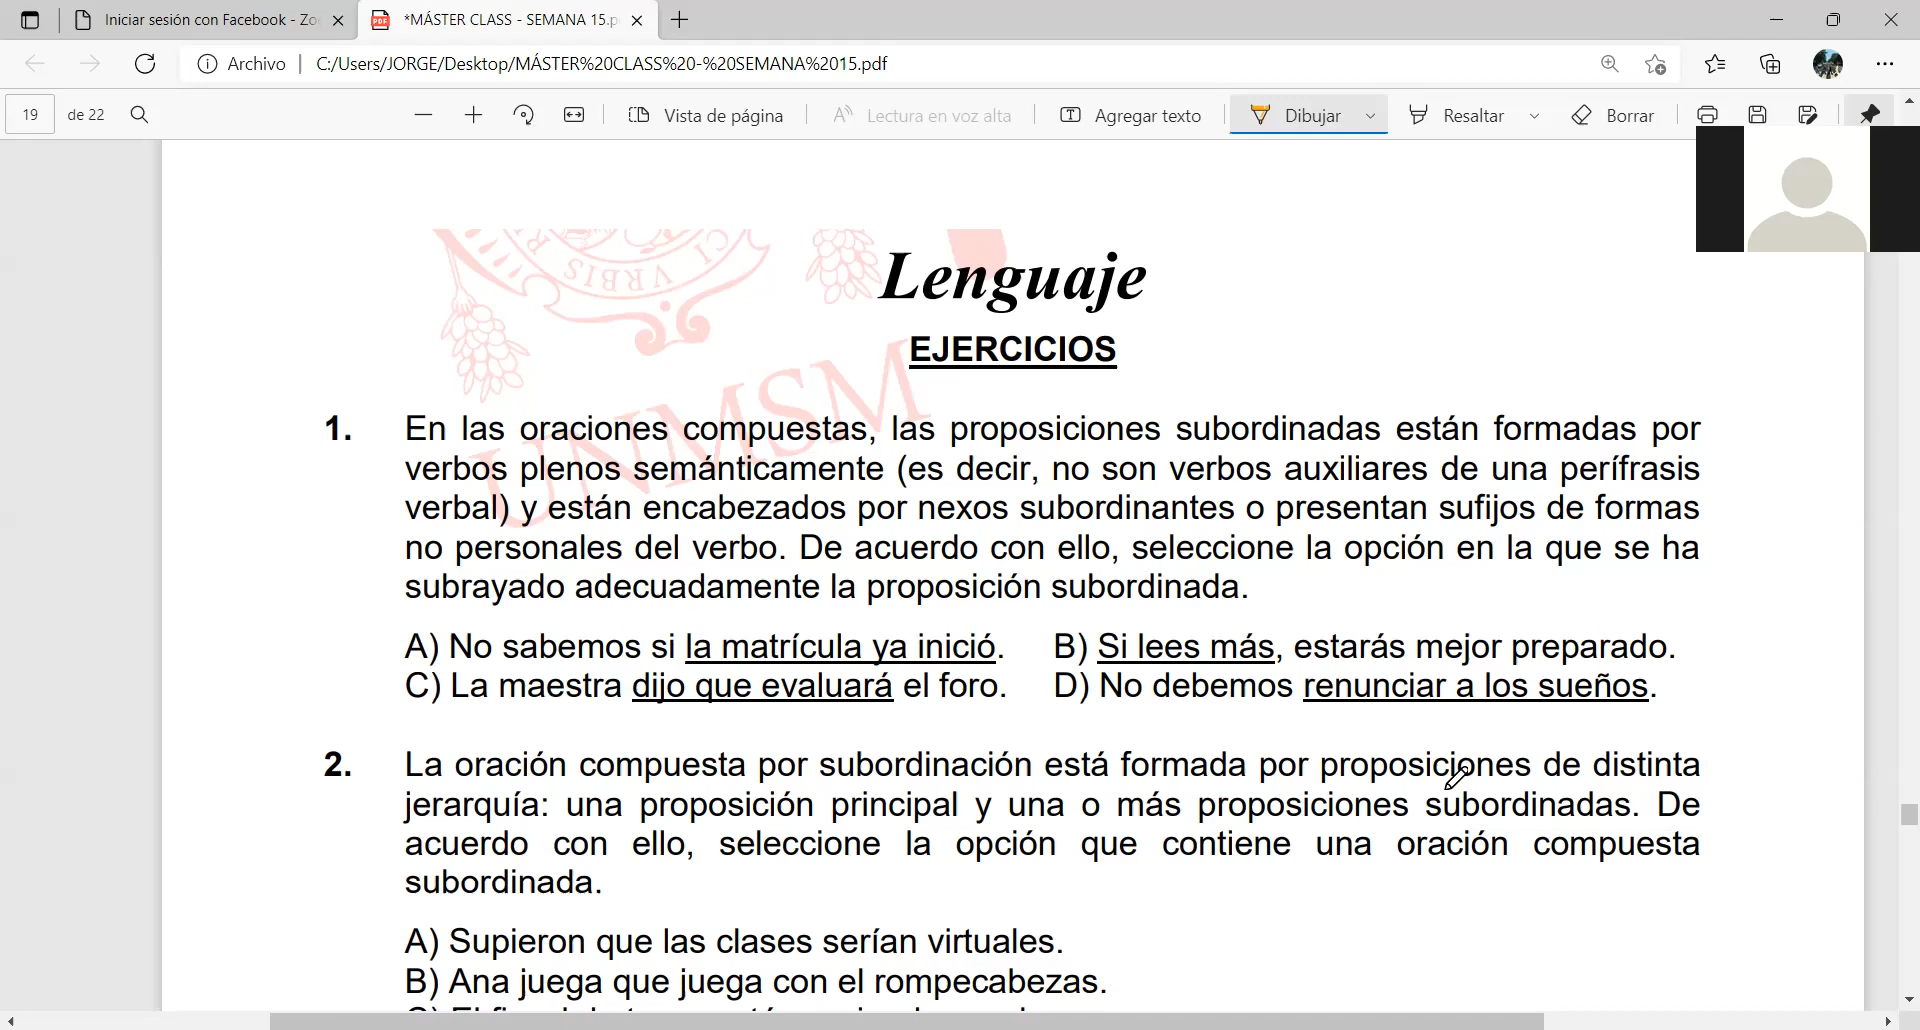 Iniciar sesión con Facebook - Zo
*MÁSTER CLASS - SEMANA 15.p
Archivo | C:/Users/JORGE/Desktop/MÁSTER%20CLASS%20-%20SEMANA%2015.pdf
19 de 22 Vista de página Lectura en voz alta Agregar texto Dibujar Resaltar Borrar
VRBIS
UNMSM
Lenguaje
EJERCICIOS
1. En las oraciones compuestas, las proposiciones subordinadas están formadas por
verbos plenos semánticamente (es decir, no son verbos auxiliares de una perífrasis
verbal) y están encabezados por nexos subordinantes o presentan sufijos de formas
no personales del verbo. De acuerdo con ello, seleccione la opción en la que se ha
subrayado adecuadamente la proposición subordinada.
A) No sabemos si la matrícula ya inició. B) Si lees más, estarás mejor preparado.
C) La maestra dijo que evaluará el foro. D) No debemos renunciar a los sueños.
2. La oración compuesta por subordinación está formada por proposiciones de distinta
jerarquía: una proposición principal y una o más proposiciones subordinadas. De
acuerdo con ello, seleccione la opción que contiene una oración compuesta
subordinada.
A) Supieron que las clases serían virtuales.
B) Ana juega que juega con el rompecabezas.